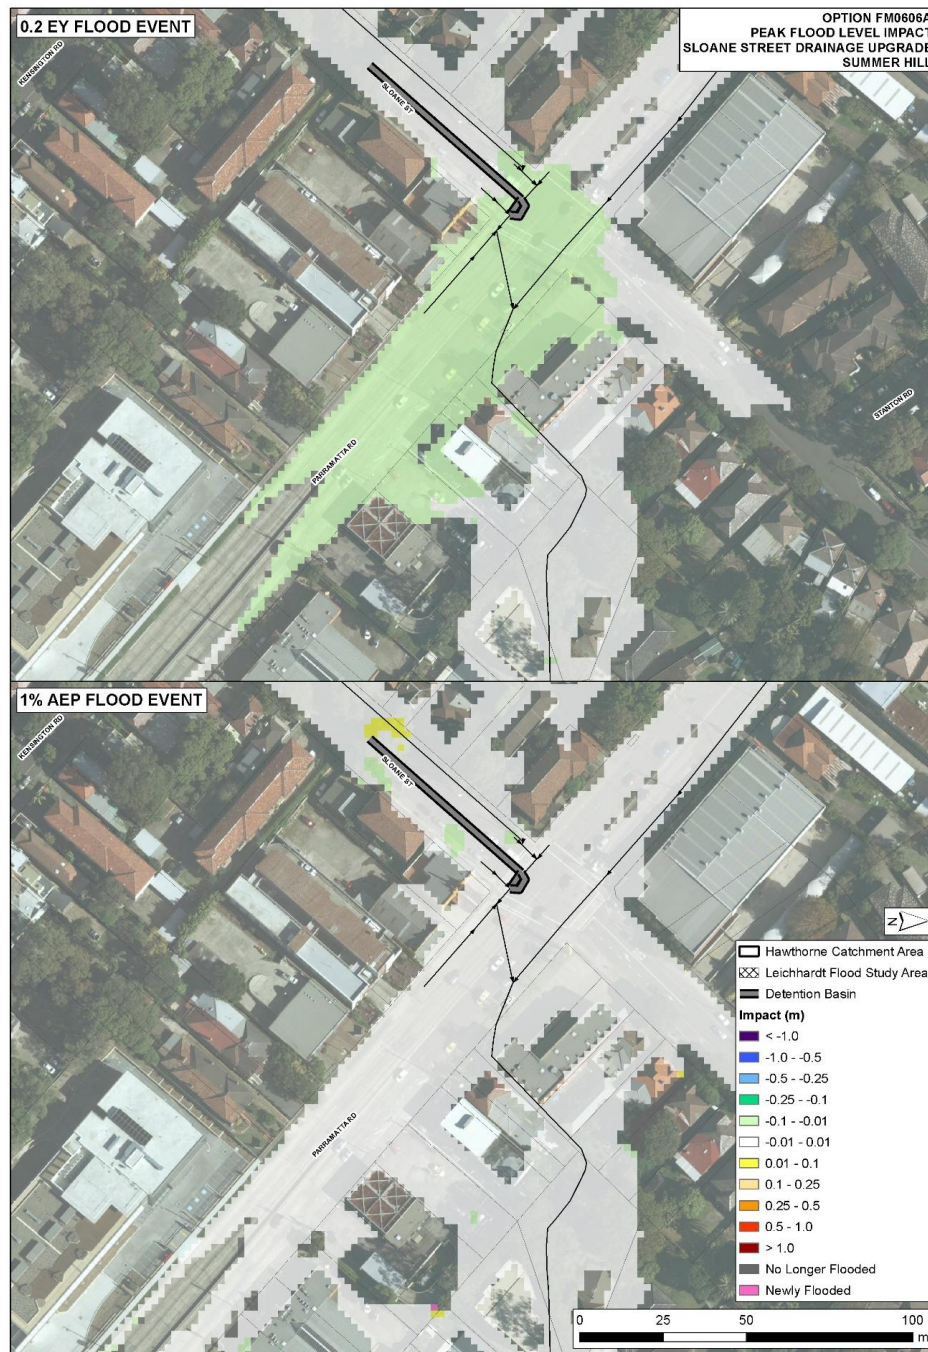 0.2 EY FLOOD EVENT
OPTION FM0606A
PEAK FLOOD LEVEL IMPACT
SLOANE STREET DRAINAGE UPGRADE
SUMMER HILL
KENSINGTON RD
SLOANE ST
STANTON RD
PARRAMATTA RD
1% AEP FLOOD EVENT
KENSINGTON RD
SLOANE ST
PARRAMATTA RD
N
Hawthorne Catchment Area
Leichhardt Flood Study Area
Detention Basin
Impact (m)
< -1.0
-1.0 - -0.5
-0.5 - -0.25
-0.25 - -0.1
-0.1 - -0.01
-0.01 - 0.01
0.01 - 0.1
0.1 - 0.25
0.25 - 0.5
0.5 - 1.0
> 1.0
No Longer Flooded
Newly Flooded
0 25 50 100
m